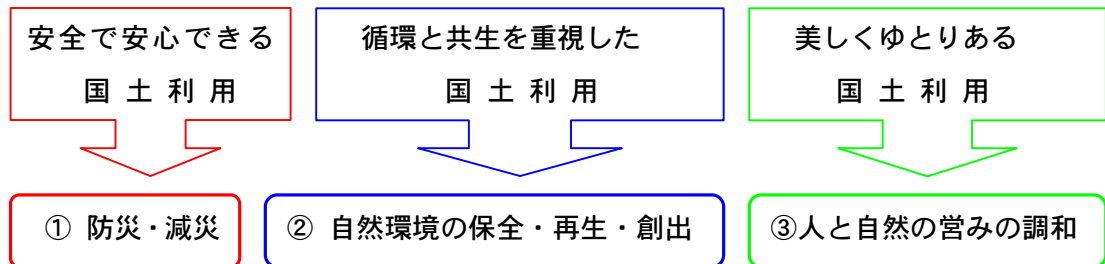 安全で安心できる
国土利用
循環と共生を重視した
国土利用
美しくゆとりある
国土利用
① 防災・減災
② 自然環境の保全・再生・創出
③人と自然の営みの調和